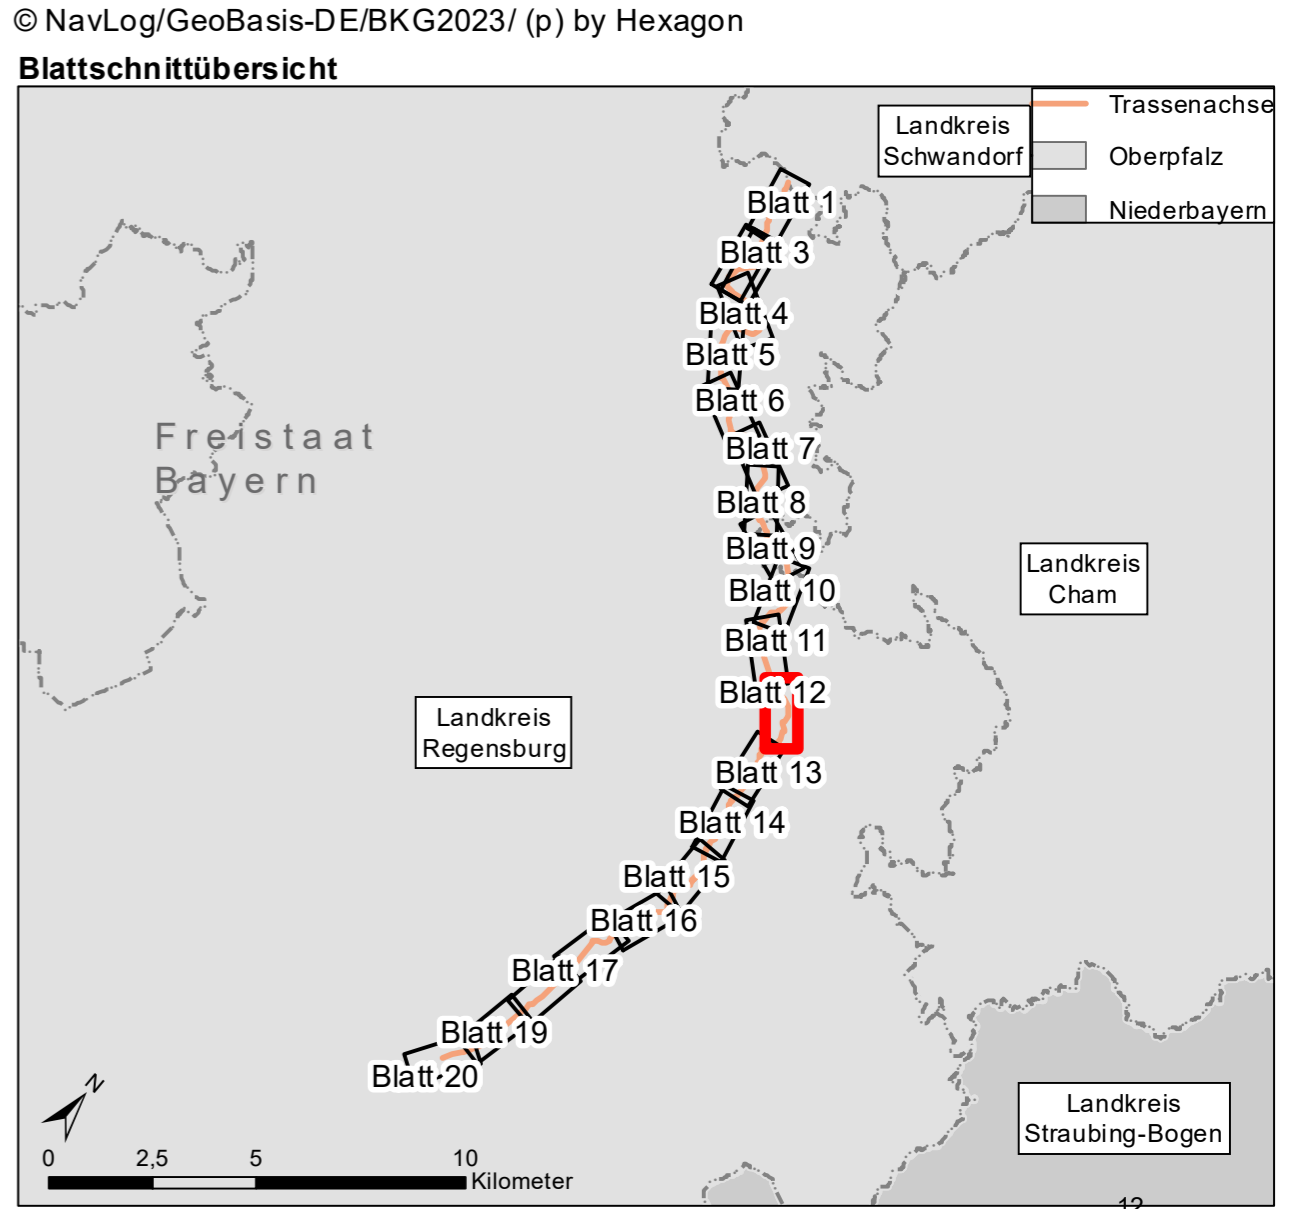 © NavLog/GeoBasis-DE/BKG2023/ (p) by Hexagon
Blattschnittübersicht
Trassenachse
Oberpfalz
Niederbayern
Landkreis
Schwandorf
Blatt 1
Blatt 3
Blatt 4
Blatt 5
Blatt 6
Freistaat
Bayern
Blatt 7
Blatt 8
Blatt 9
Blatt 10
Landkreis
Cham
Blatt 11
Blatt 12
Landkreis
Regensburg
Blatt 13
Blatt 14
Blatt 15
Blatt 16
Blatt 17
Blatt 19
Blatt 20
N
Landkreis
Straubing-Bogen
0 2,5 5 10
Kilometer
12